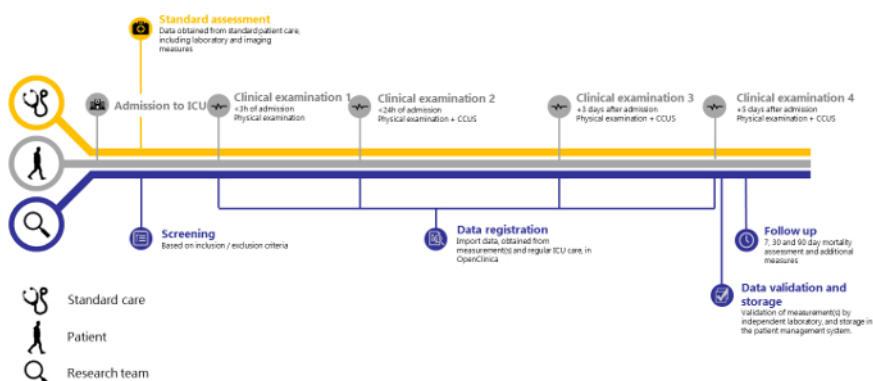 Standard assessment
Data obtained from standard patient care,
including laboratory and imaging
measures
Admission to ICU
Clinical examination 1
<3h of admission
Physical examination
Clinical examination 2
<24h of admission
Physical examination + CCUS
Clinical examination 3
+3 days after admission
Physical examination + CCUS
Clinical examination 4
+5 days after admission
Physical examination + CCUS
Screening
Based on inclusion / exclusion criteria
Data registration
Import data, obtained from
measurement(s) and regular ICU care, in
OpenClinica
Follow up
7, 30 and 90 day mortality
assessment and additional
measures
Data validation and
storage
Validation of measurement(s) by
independent laboratory, and storage in
the patient management system.
Standard care
Patient
Research team